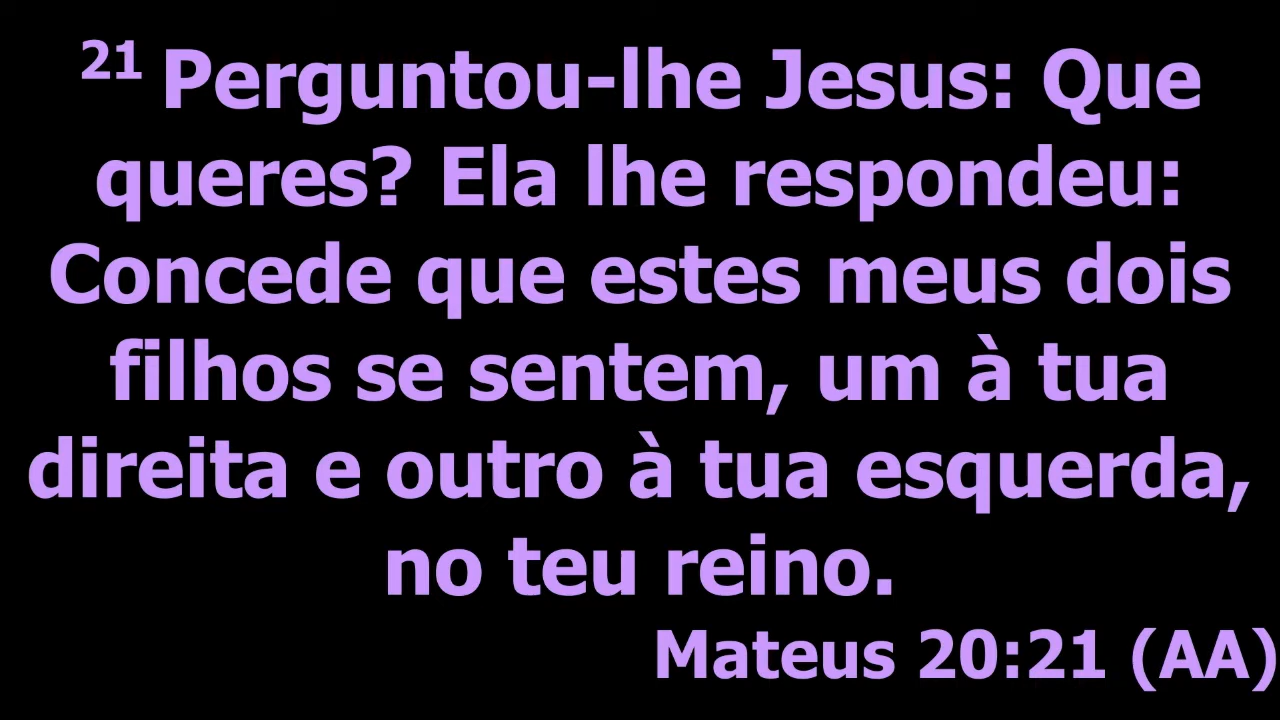 21 Perguntou-lhe Jesus: Que
queres? Ela lhe respondeu:
Concede que estes meus dois
filhos se sentem, um à tua
direita e outro à tua esquerda,
no teu reino.
Mateus 20:21 (AA)